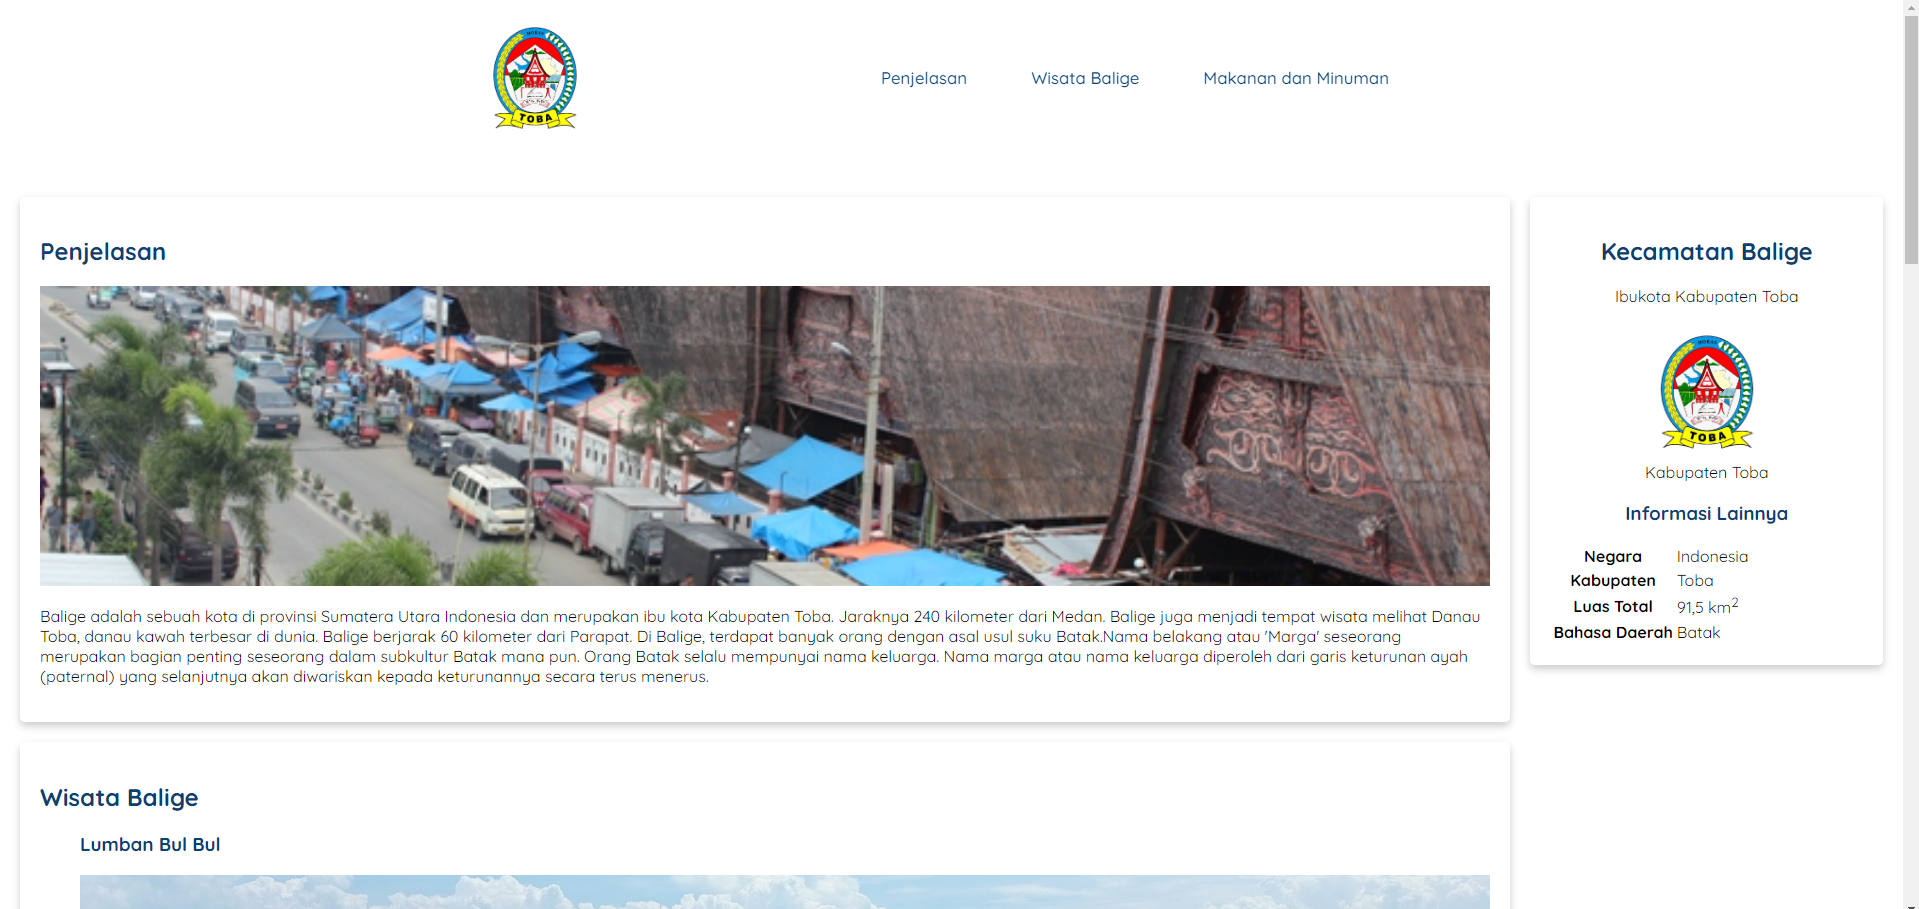 TOBA
Penjelasan
Wisata Balige
Makanan dan Minuman
Penjelasan
Balige adalah sebuah kota di provinsi Sumatera Utara Indonesia dan merupakan ibu kota Kabupaten Toba. Jaraknya 240 kilometer dari Medan. Balige juga menjadi tempat wisata melihat Danau
Toba, danau kawah terbesar di dunia. Balige berjarak 60 kilometer dari Parapat. Di Balige, terdapat banyak orang dengan asal usul suku Batak.Nama belakang atau 'Marga' seseorang
merupakan bagian penting seseorang dalam subkultur Batak mana pun. Orang Batak selalu mempunyai nama keluarga. Nama marga atau nama keluarga diperoleh dari garis keturunan ayah
(paternal) yang selanjutnya akan diwariskan kepada keturunannya secara terus menerus.
Wisata Balige
Lumban Bul Bul
Kecamatan Balige
Ibukota Kabupaten Toba
TOBA
Kabupaten Toba
Informasi Lainnya
Negara Indonesia
Kabupaten Toba
Luas Total 91,5 km²
Bahasa Daerah Batak